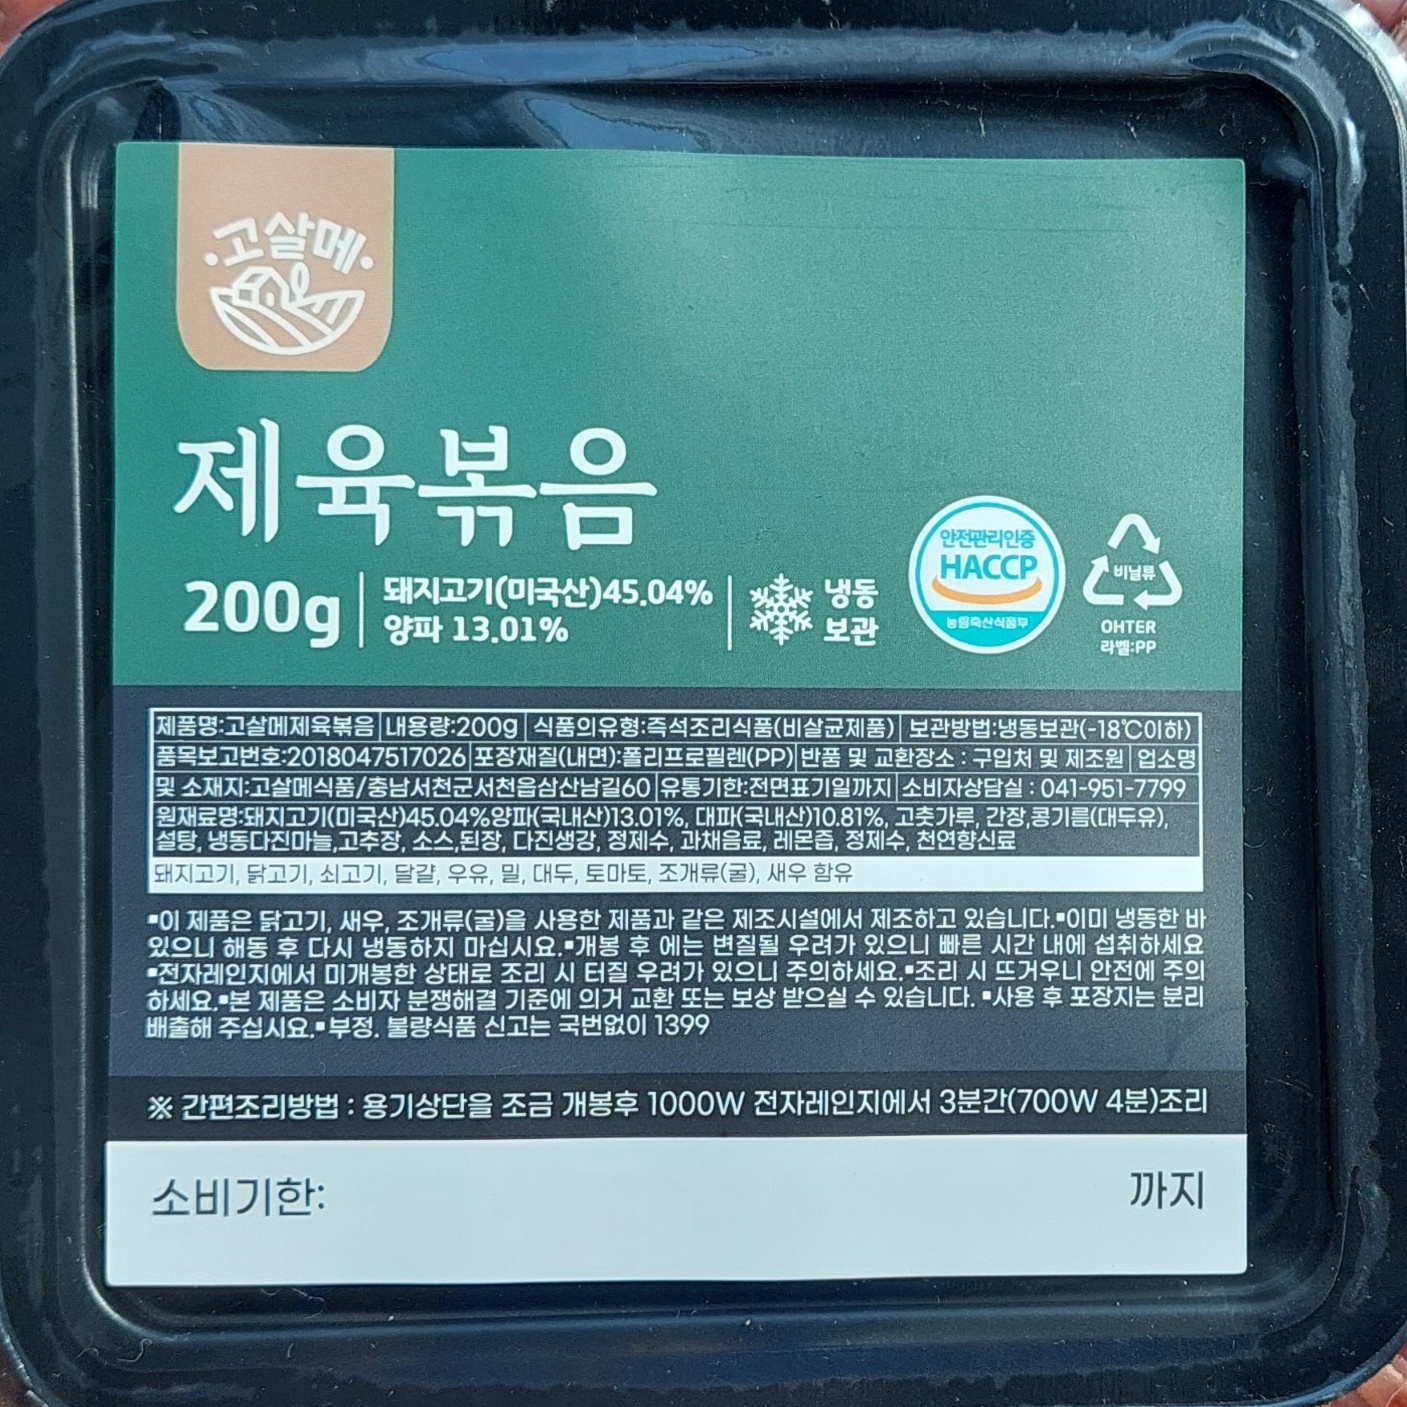 ·고살메·
제육볶음
200g
돼지고기(미국산)45.04%
양파 13.01%
냉동
보관
안전관리인증
HACCP
농림축산식품부
비닐류
OHTER
라벨:PP
제품명:고살메제육볶음 내용량:200g 식품의유형:즉석조리식품(비살균제품) 보관방법:냉동보관(-18℃이하)
품목보고번호:2018047517026 포장재질(내면):폴리프로필렌(PP) 반품 및 교환장소 : 구입처 및 제조원 업소명
및 소재지:고살메식품/충남서천군서천읍삼산남길60 유통기한:전면표기일까지 소비자상담실 : 041-951-7799
원재료명:돼지고기(미국산)45.04%양파(국내산)13.01%, 대파(국내산)10.81%, 고춧가루, 간장,콩기름(대두유),
설탕, 냉동다진마늘,고추장, 소스,된장, 다진생강, 정제수, 과채음료, 레몬즙, 정제수, 천연향신료
돼지고기, 닭고기, 쇠고기, 달걀, 우유, 밀, 대두, 토마토, 조개류(굴), 새우 함유
▪이 제품은 닭고기, 새우, 조개류(굴)을 사용한 제품과 같은 제조시설에서 제조하고 있습니다.▪이미 냉동한 바
있으니 해동 후 다시 냉동하지 마십시요.▪개봉 후 에는 변질될 우려가 있으니 빠른 시간 내에 섭취하세요
▪전자레인지에서 미개봉한 상태로 조리 시 터질 우려가 있으니 주의하세요.▪조리 시 뜨거우니 안전에 주의
하세요.▪본 제품은 소비자 분쟁해결 기준에 의거 교환 또는 보상 받으실 수 있습니다. ▪사용 후 포장지는 분리
배출해 주십시요.▪부정. 불량식품 신고는 국번없이 1399
※ 간편조리방법 : 용기상단을 조금 개봉후 1000W 전자레인지에서 3분간(700W 4분)조리
소비기한: 까지